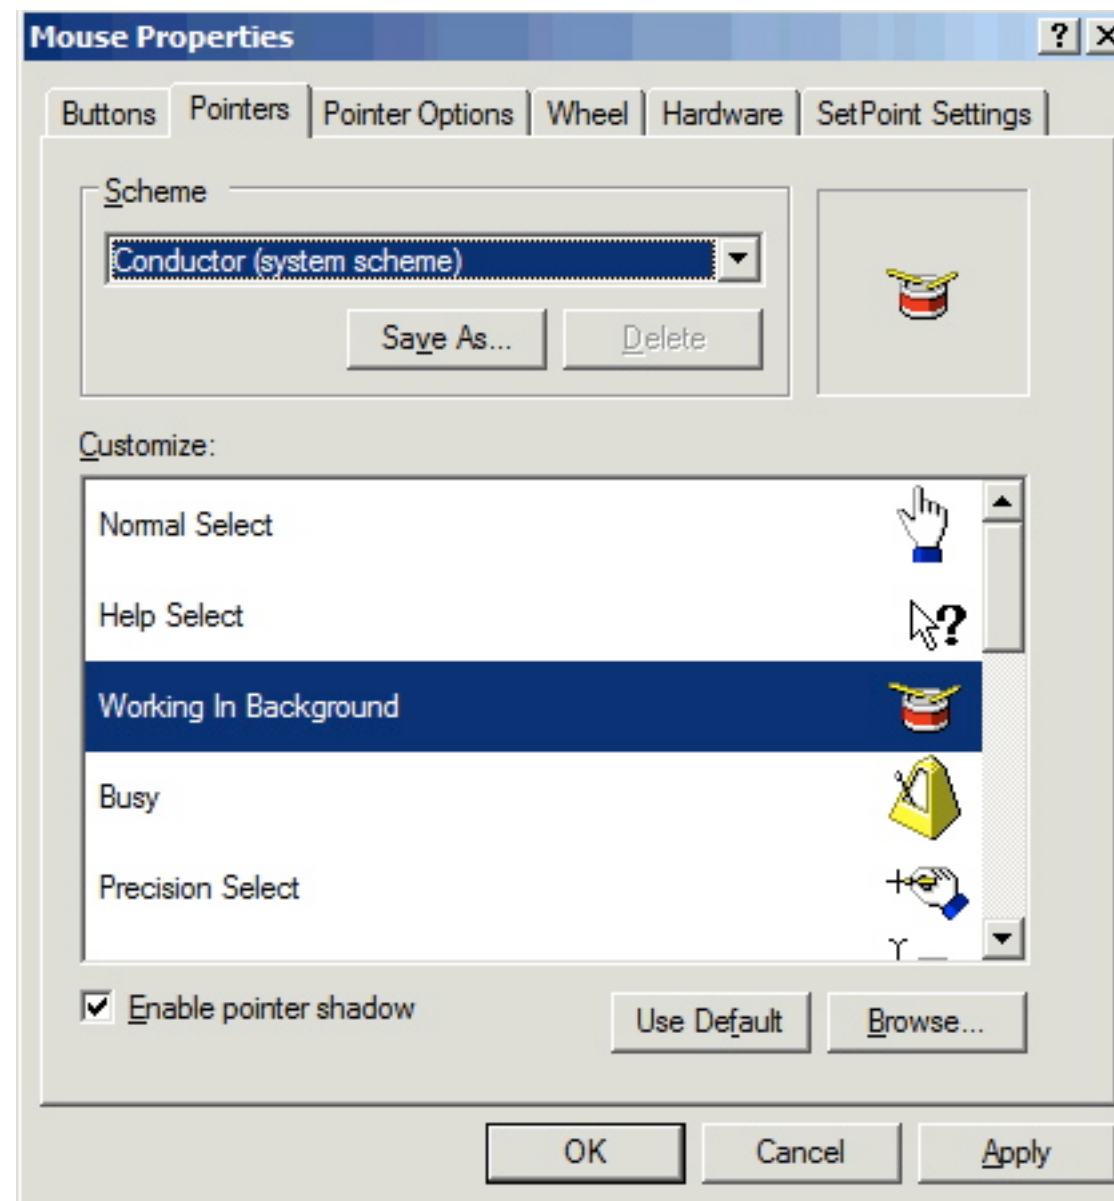 Mouse Properties
Buttons Pointers Pointer Options Wheel Hardware SetPoint Settings
Scheme
Conductor (system scheme)
Save As... Delete
Customize:
Normal Select
Help Select
Working In Background
Busy
Precision Select
Enable pointer shadow
Use Default Browse...
OK Cancel Apply